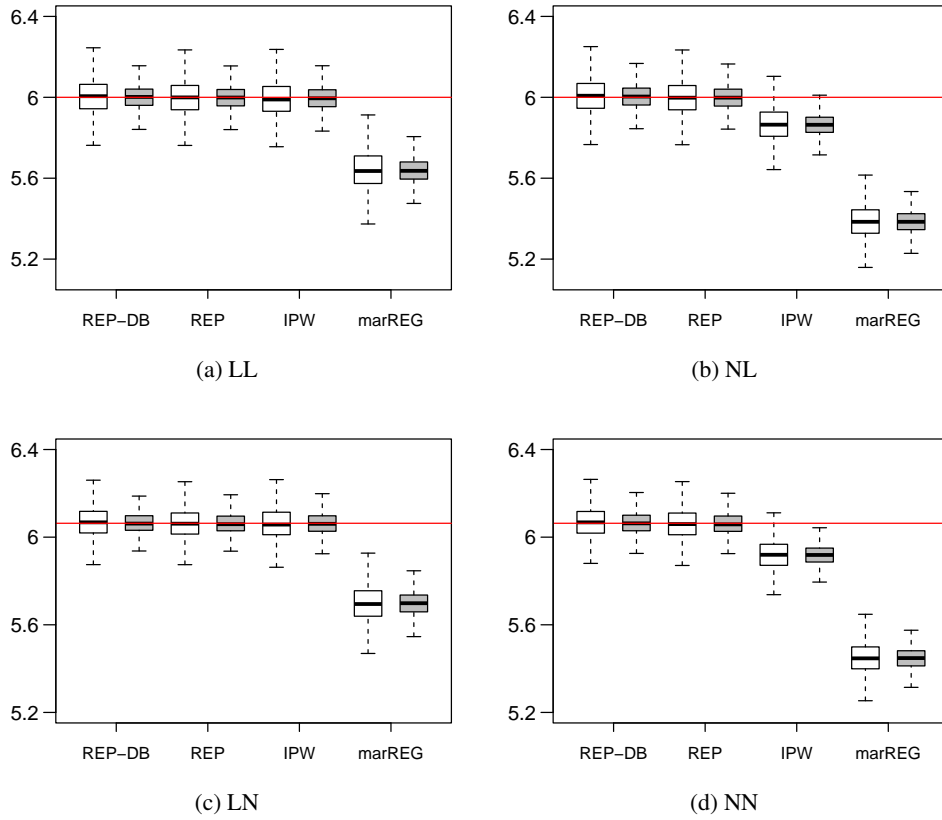 6.4
6
5.6
5.2
REP−DB REP IPW marREG
(a) LL
6.4
6
5.6
5.2
REP−DB REP IPW marREG
(b) NL
6.4
6
5.6
5.2
REP−DB REP IPW marREG
(c) LN
6.4
6
5.6
5.2
REP−DB REP IPW marREG
(d) NN